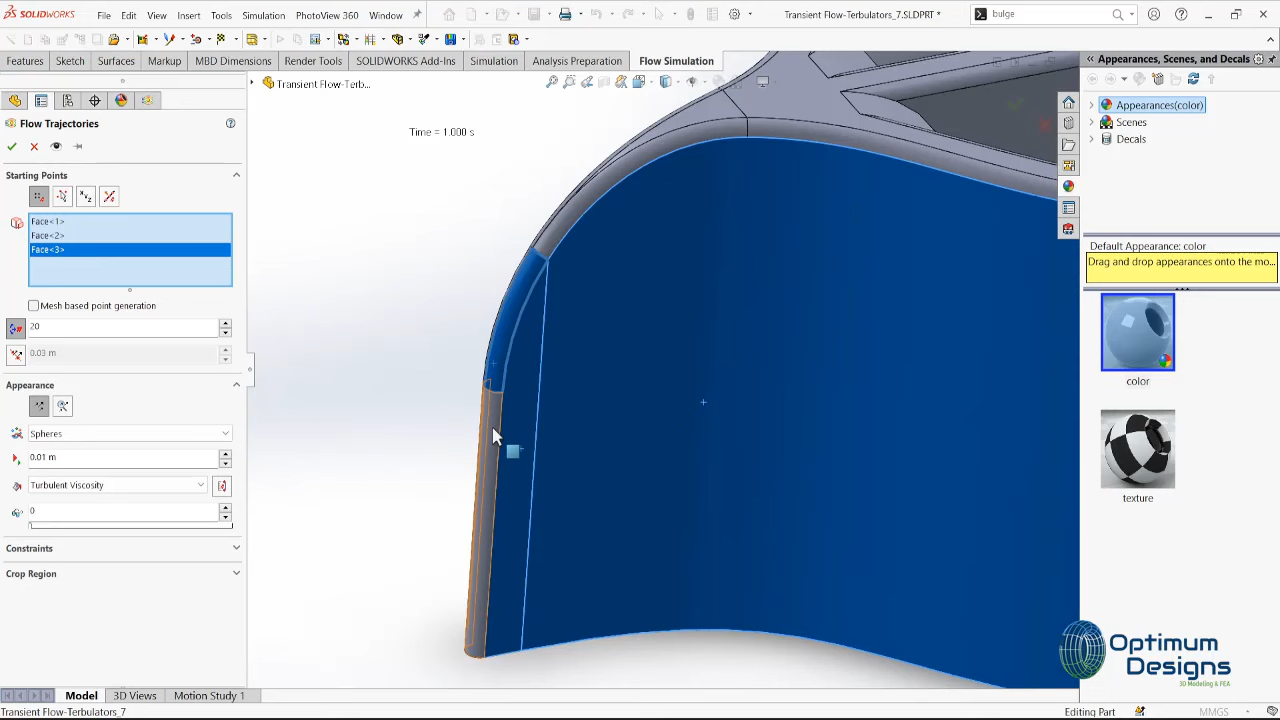 SOLIDWORKS
File
Edit
View
Insert
Tools
Simulation
PhotoView 360
Window
Transient Flow-Terbulators_7.SLDPRT *
bulge
Features
Sketch
Surfaces
Markup
MBD Dimensions
Render Tools
SOLIDWORKS Add-Ins
Simulation
Analysis Preparation
Flow Simulation
Transient Flow-Terb...
Time = 1.000 s
Flow Trajectories
Starting Points
Face<1>
Face<2>
Face<3>
Mesh based point generation
20
0.03 m
Appearance
Spheres
0.01 m
Turbulent Viscosity
0
Constraints
Crop Region
Appearances, Scenes, and Decals
Appearances(color)
Scenes
Decals
Default Appearance: color
Drag and drop appearances onto the mo...
color
texture
Optimum
Designs
3D Modeling & FEA
Model
3D Views
Motion Study 1
Transient Flow-Terbulators_7
Editing Part
MMGS